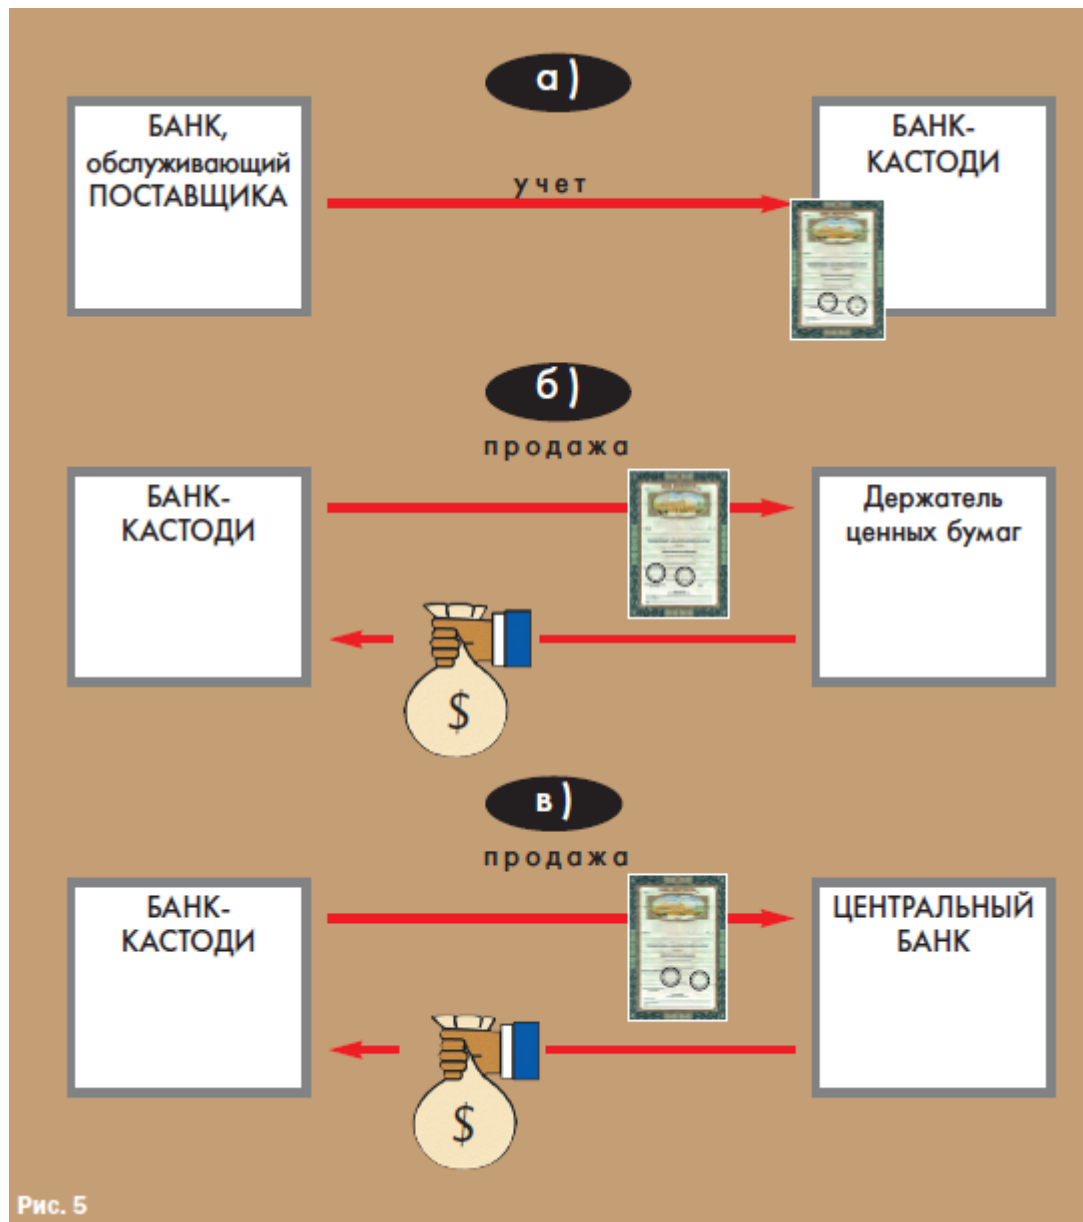 а )
БАНК,
обслуживающий
ПОСТАВЩИКА
учет
БАНК-
КАСТОДИ
б )
продажа
БАНК-
КАСТОДИ
Держатель
ценных бумаг
$
в )
продажа
БАНК-
КАСТОДИ
ЦЕНТРАЛЬНЫЙ
БАНК
$
Рис. 5